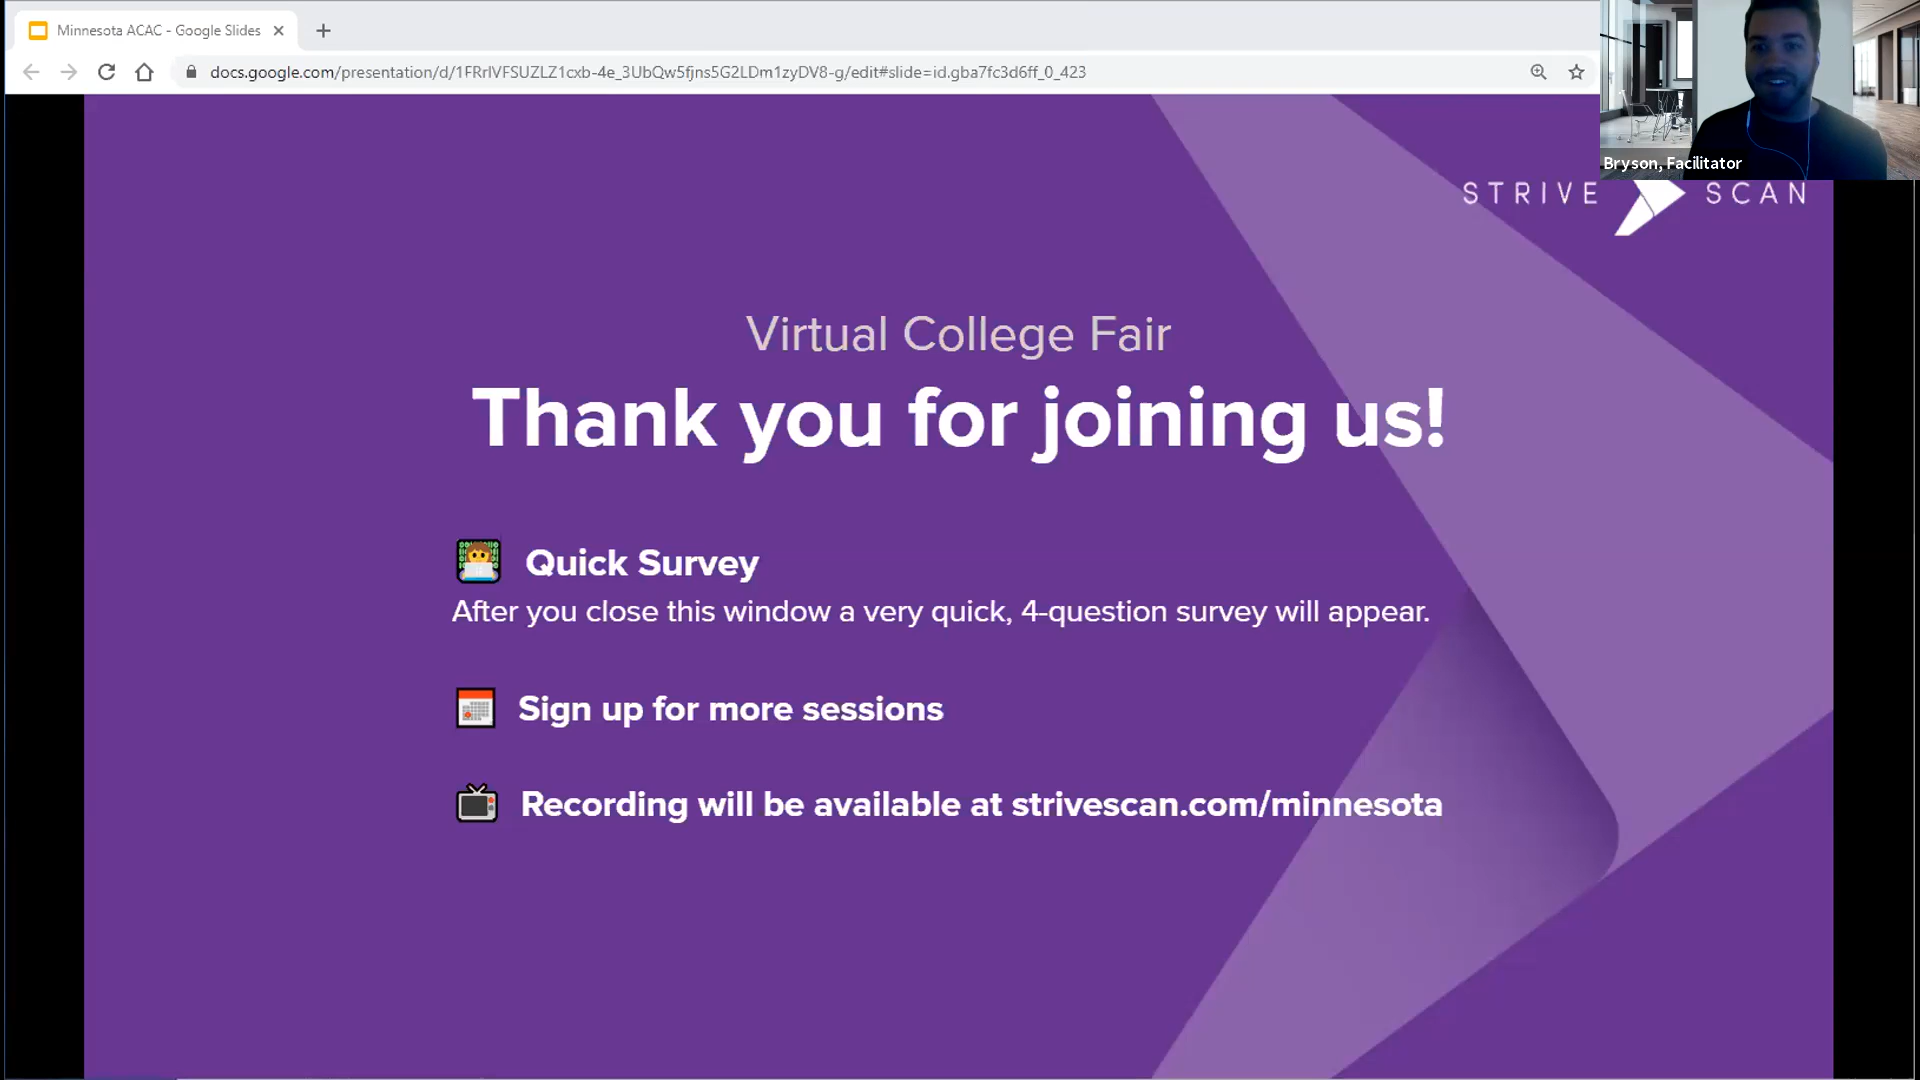 Minnesota ACAC - Google Slides
docs.google.com/presentation/d/1FRrIVFSUZLZ1cxb-4e_3UbQw5fjns5G2LDm1zyDV8-g/edit#slide=id.gba7fc3d6ff_0_423
Bryson, Facilitator
STRIVE SCAN
Virtual College Fair
Thank you for joining us!
Quick Survey
After you close this window a very quick, 4-question survey will appear.
Sign up for more sessions
Recording will be available at strivescan.com/minnesota